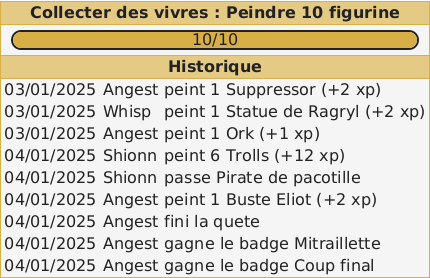 Collecter des vivres : Peindre 10 figurine
10/10
Historique
03/01/2025 Angest peint 1 Suppressor (+2 xp)
03/01/2025 Whisp peint 1 Statue de Ragryl (+2 xp)
03/01/2025 Angest peint 1 Ork (+1 xp)
04/01/2025 Shionn peint 6 Trolls (+12 xp)
04/01/2025 Shionn passe Pirate de pacotille
04/01/2025 Angest peint 1 Buste Eliot (+2 xp)
04/01/2025 Angest fini la quete
04/01/2025 Angest gagne le badge Mitraillette
04/01/2025 Angest gagne le badge Coup final